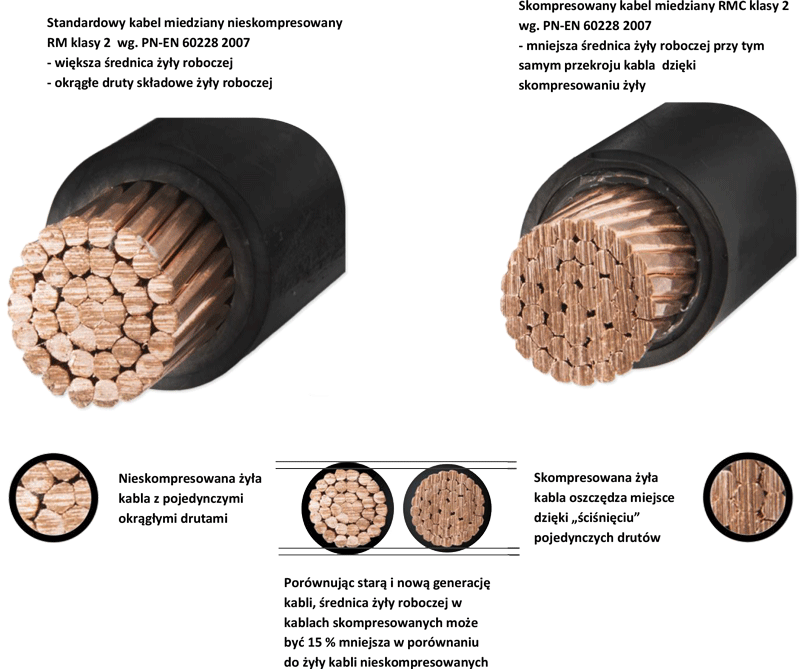 Standardowy kabel miedziany nieskompresowany
RM klasy 2 wg. PN-EN 60228 2007
- większa średnica żyły roboczej
- okrągłe druty składowe żyły roboczej
Skompresowany kabel miedziany RMC klasy 2
wg. PN-EN 60228 2007
- mniejsza średnica żyły roboczej przy tym
samym przekroju kabla dzięki
skompresowaniu żyły
Nieskompresowana żyła
kabla z pojedynczymi
okrągłymi drutami
Skompresowana żyła
kabla oszczędza miejsce
dzięki „ściśnięciu”
pojedynczych drutów
Porównując starą i nową generację
kabli, średnica żyły roboczej w
kablach skompresowanych może
być 15 % mniejsza w porównaniu
do żyły kabli nieskompresowanych